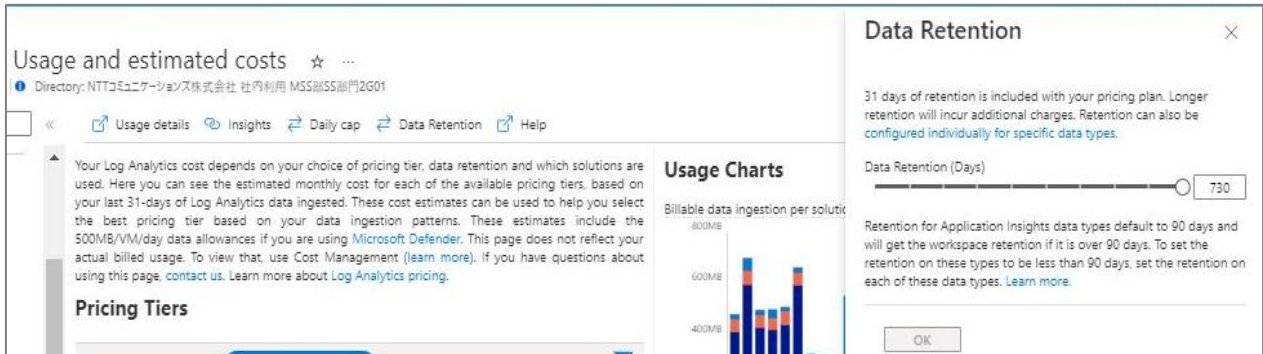 Usage and estimated costs ☆ ...
Directory: NTTコミュニケーションズ株式会社 社内利用 MSS部SS部門2G01
« Usage details Insights Daily cap Data Retention Help
Your Log Analytics cost depends on your choice of pricing tier, data retention and which solutions are
used. Here you can see the estimated monthly cost for each of the available pricing tiers, based on
your last 31-days of Log Analytics data ingested. These cost estimates can be used to help you select
the best pricing tier based on your data ingestion patterns. These estimates include the
500MB/VM/day data allowances if you are using Microsoft Defender. This page does not reflect your
actual billed usage. To view that, use Cost Management (learn more). If you have questions about
using this page, contact us. Learn more about Log Analytics pricing.
Pricing Tiers
Usage Charts
Billable data ingestion per solutio
800MB
600MB
400MB
Data Retention
31 days of retention is included with your pricing plan. Longer
retention will incur additional charges. Retention can also be
configured individually for specific data types.
Data Retention (Days)
730
Retention for Application Insights data types default to 90 days and
will get the workspace retention if it is over 90 days. To set the
retention on these types to be less than 90 days, set the retention on
each of these data types. Learn more.
OK